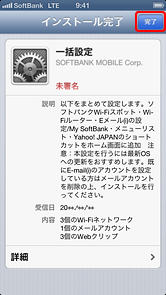 SoftBank 9:41
インストール完了 完了
一括設定
SOFTBANK MOBILE Corp.
未署名
説明 以下をまとめて設定します。ソ
フトバンクWi-Fiスポット・Wi-
Fiルーター・Eメール(i)の設
定/My SoftBank・メニューリス
ト・Yahoo! JAPANのショート
カットをホーム画面に追加 注
意：本設定を行うには最新OS
への更新をおすすめします。既
にE-mail(i)のアカウントを設定
している方はメールアカウント
を削除の上、インストールを行
ってください。
受信日 20**/**/**
内容 3個のWi-Fiネットワーク
1個のメールアカウント
3個のWebクリップ
詳細